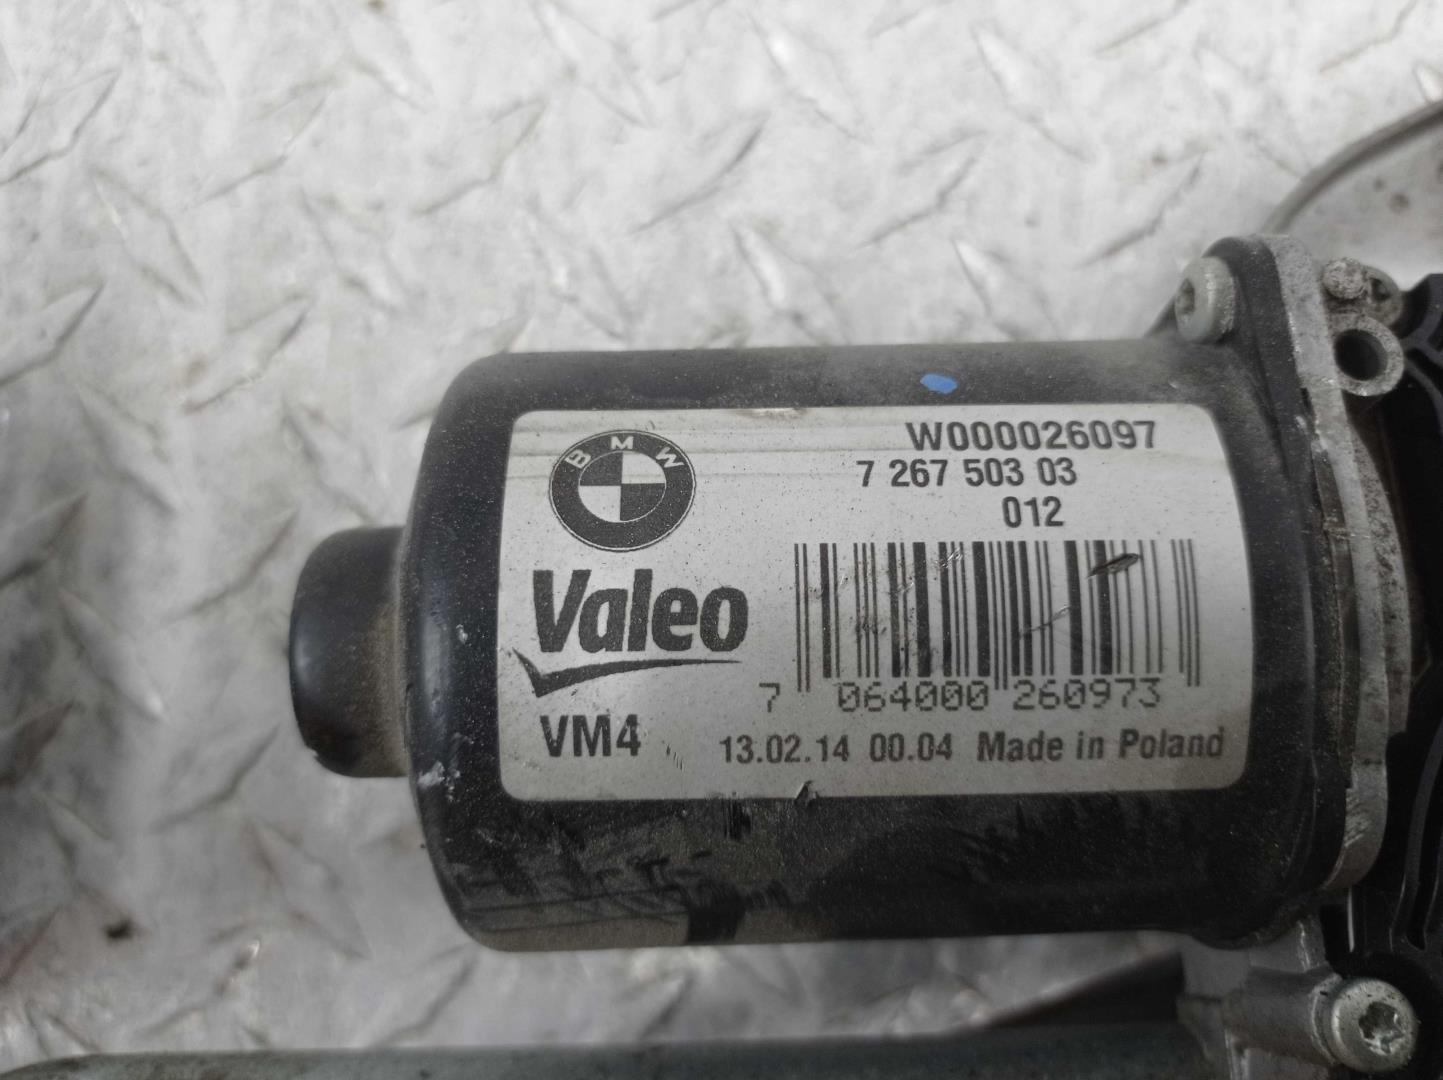 BMW
W000026097
7 267 503 03
012
Valeo
7 064000 260973
VM4
13.02.14 00.04 Made in Poland